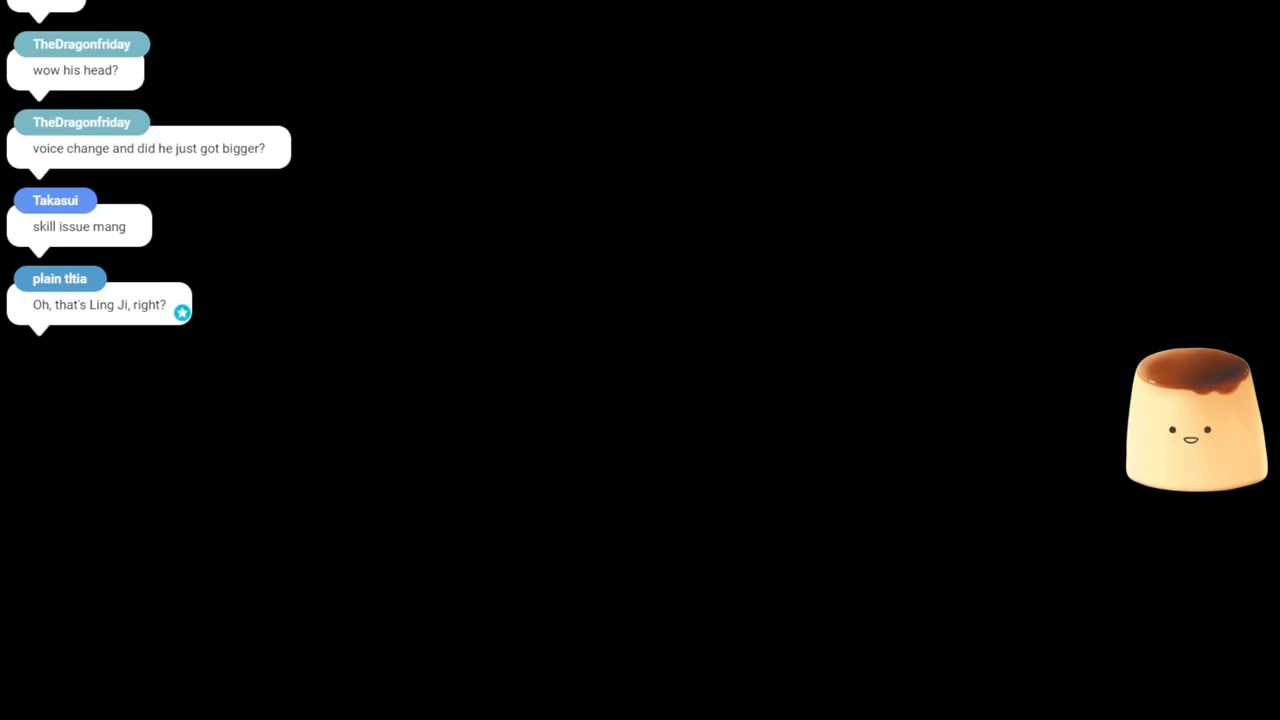 TheDragonfriday
wow his head?
TheDragonfriday
voice change and did he just got bigger?
Takasui
skill issue mang
plain tltia
Oh, that's Ling Ji, right?